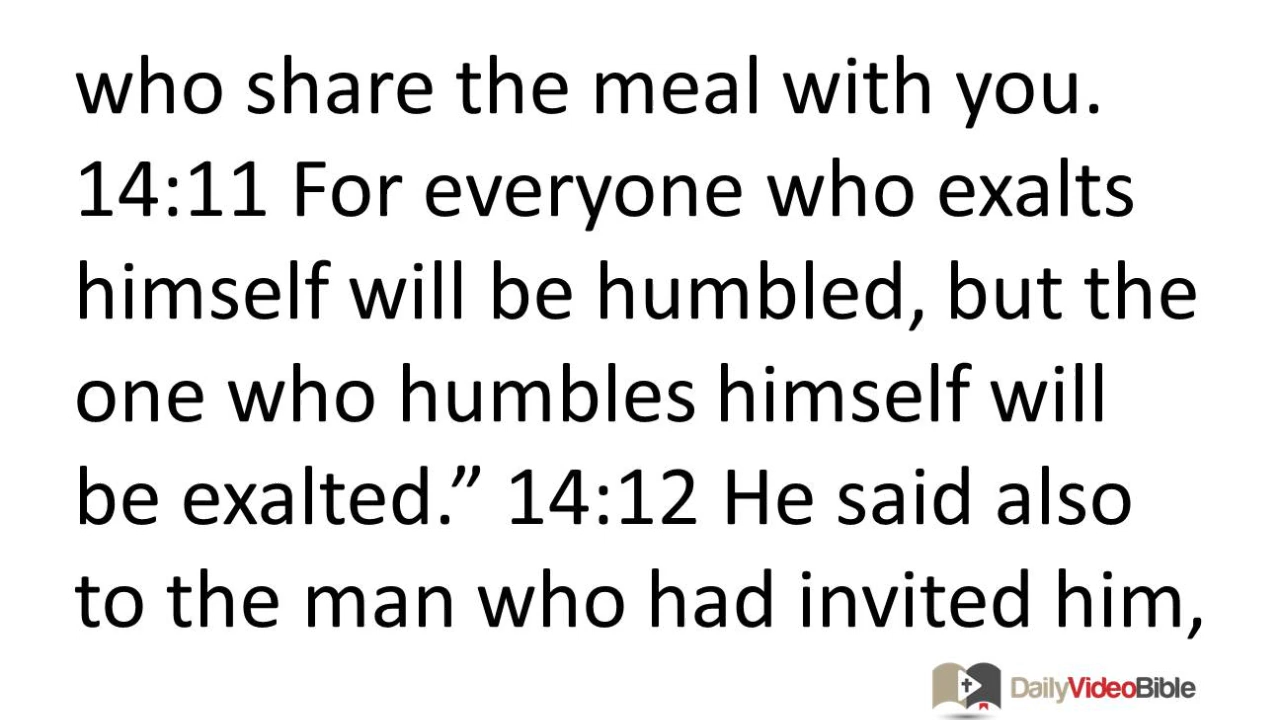 who share the meal with you.
14:11 For everyone who exalts
himself will be humbled, but the
one who humbles himself will
be exalted.” 14:12 He said also
to the man who had invited him,
DailyVideoBible